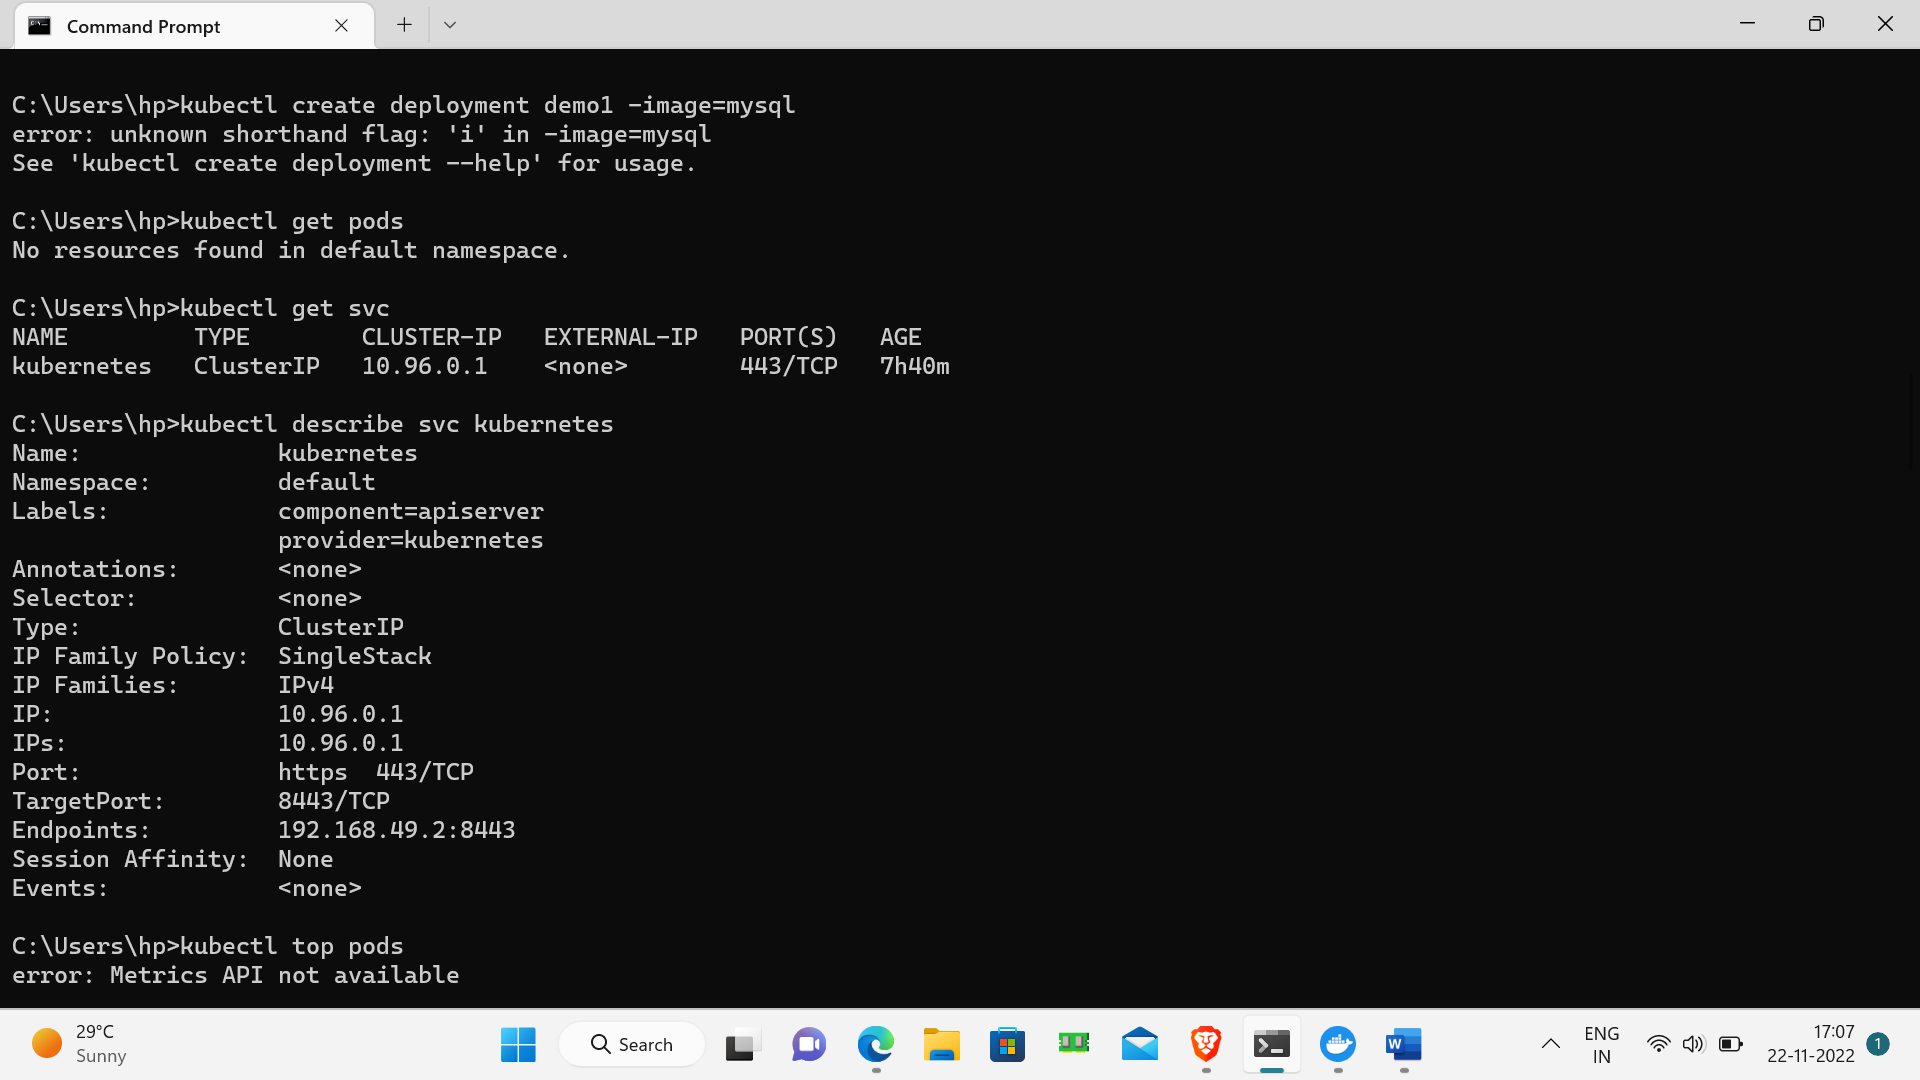 Command Prompt
C:\Users\hp>kubectl create deployment demo1 -image=mysql
error: unknown shorthand flag: 'i' in -image=mysql
See 'kubectl create deployment --help' for usage.
C:\Users\hp>kubectl get pods
No resources found in default namespace.
C:\Users\hp>kubectl get svc
NAME         TYPE        CLUSTER-IP   EXTERNAL-IP   PORT(S)   AGE
kubernetes   ClusterIP   10.96.0.1    <none>        443/TCP   7h40m
C:\Users\hp>kubectl describe svc kubernetes
Name:              kubernetes
Namespace:         default
Labels:            component=apiserver
                   provider=kubernetes
Annotations:       <none>
Selector:          <none>
Type:              ClusterIP
IP Family Policy:  SingleStack
IP Families:       IPv4
IP:                10.96.0.1
IPs:               10.96.0.1
Port:              https  443/TCP
TargetPort:        8443/TCP
Endpoints:         192.168.49.2:8443
Session Affinity:  None
Events:            <none>
C:\Users\hp>kubectl top pods
error: Metrics API not available
29°C
Sunny
Search
W
ENG
IN
17:07
22-11-2022
1